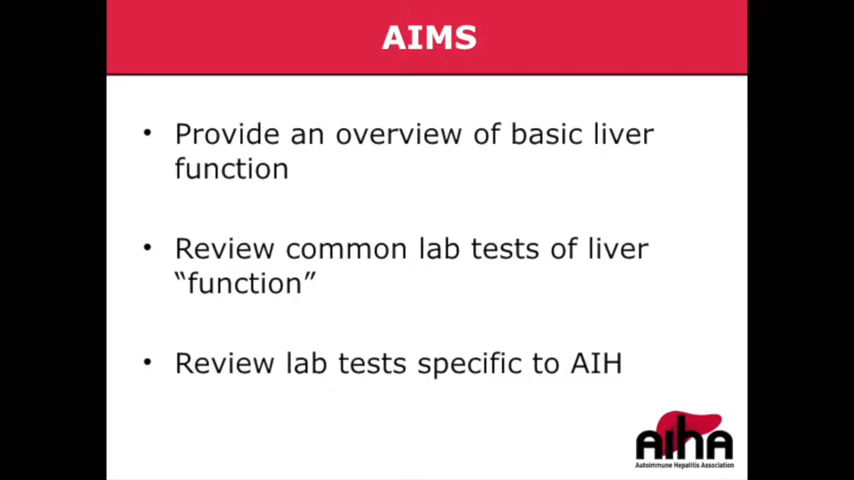 AIMS
• Provide an overview of basic liver
function
• Review common lab tests of liver
“function”
• Review lab tests specific to AIH
AIHA
Autoimmune Hepatitis Association